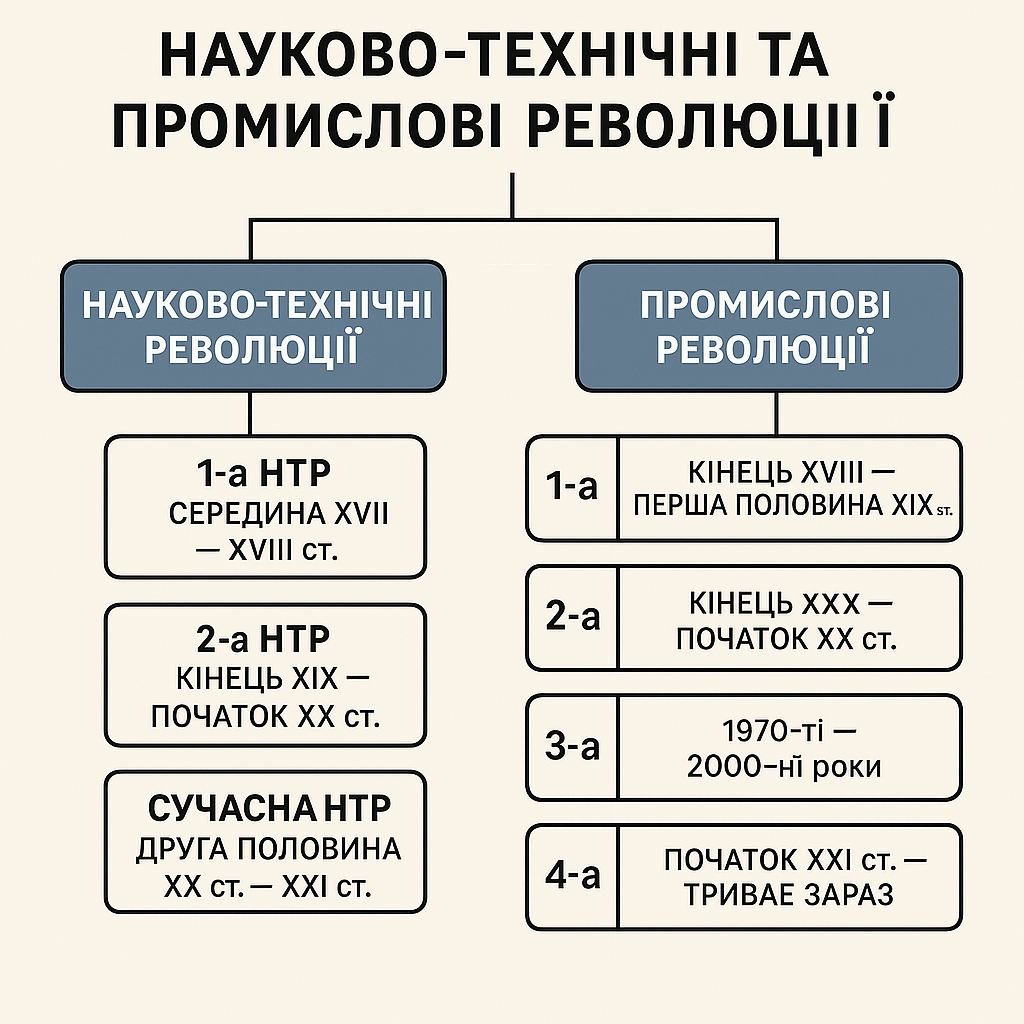 НАУКОВО-ТЕХНІЧНІ ТА
ПРОМИСЛОВІ РЕВОЛЮЦІІ Ї
НАУКОВО-ТЕХНІЧНІ
РЕВОЛЮЦІЇ
1-а НТР
СЕРЕДИНА XVII
— XVIII ст.
2-а НТР
КІНЕЦЬ XIX —
ПОЧАТОК XX ст.
СУЧАСНА НТР
ДРУГА ПОЛОВИНА
XX ст. — XXI ст.
ПРОМИСЛОВІ
РЕВОЛЮЦІЇ
1-а
КІНЕЦЬ XVIII —
ПЕРША ПОЛОВИНА XIX ST.
2-а
КІНЕЦЬ XXX —
ПОЧАТОК XX ст.
3-а
1970-ті —
2000-ні роки
4-а
ПОЧАТОК XXI ст. —
ТРИВАЕ ЗАРАЗ